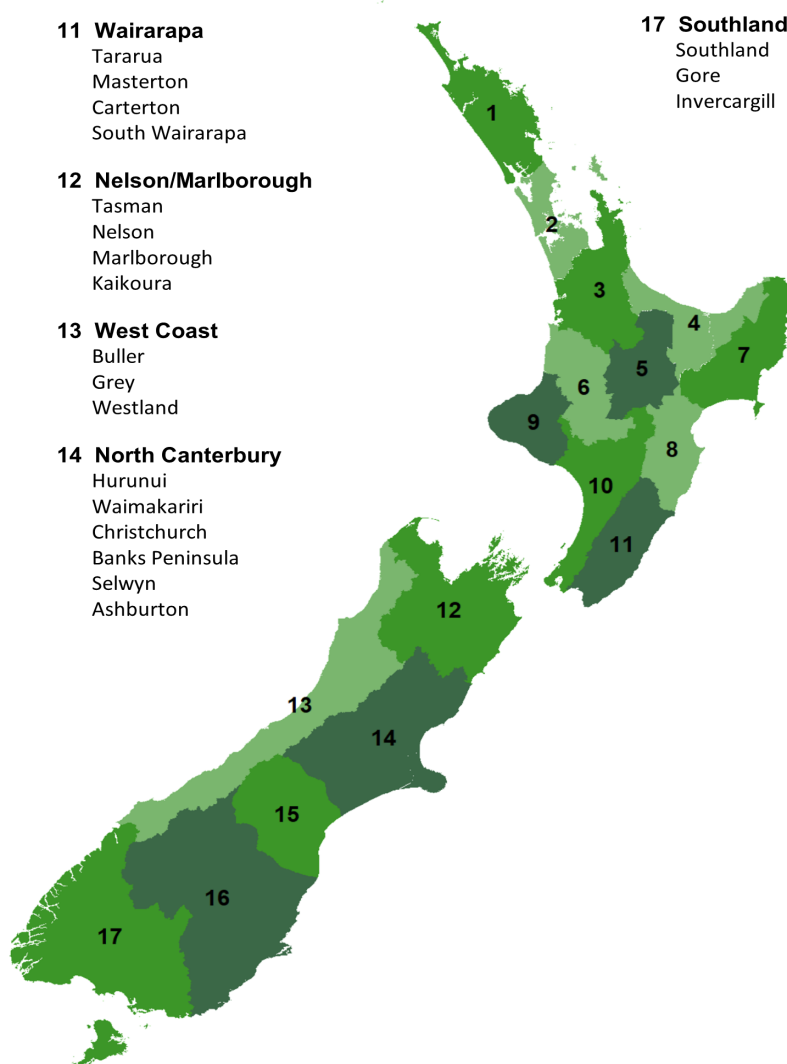 11 Wairarapa
Tararua
Masterton
Carterton
South Wairarapa
12 Nelson/Marlborough
Tasman
Nelson
Marlborough
Kaikoura
13 West Coast
Buller
Grey
Westland
14 North Canterbury
Hurunui
Waimakariri
Christchurch
Banks Peninsula
Selwyn
Ashburton
17 Southland
Southland
Gore
Invercargill
1
2
3
4
5
7
6
9
8
10
11
12
13
14
15
16
17